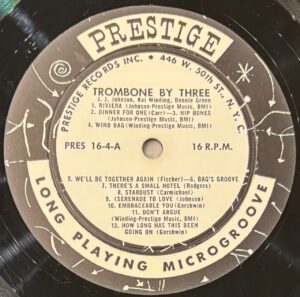 PRESTIGE
PRESTIGE RECORDS INC. • 446 W. 50th ST., N.Y.C.
TROMBONE BY THREE
J. J. Johnson, Kai Winding, Bennie Green
1. RIVIERA (Johnson-Prestige Music, BMI)
2. DINNER FOR ONE (Carr)—3. HIP BONES
(Johnson-Prestige Music, BMI)
4. WIND BAG (Winding-Prestige Music, BMI)
PRES 16-4-A 16 R.P.M.
5. WE'LL BE TOGETHER AGAIN (Fischer)—6. BAG'S GROOVE
7. THERE'S A SMALL HOTEL (Rodgers)
8. STARDUST (Carmichael)
9. (SERENADE TO LOVE (Johnson)
10. EMBRACEABLE YOU (Gershwin)
11. DON'T ARGUE
(Winding-Prestige Music, BMI)
12. HOW LONG HAS THIS BEEN
GOING ON (Gershwin)
LONG PLAYING MICROGROOVE